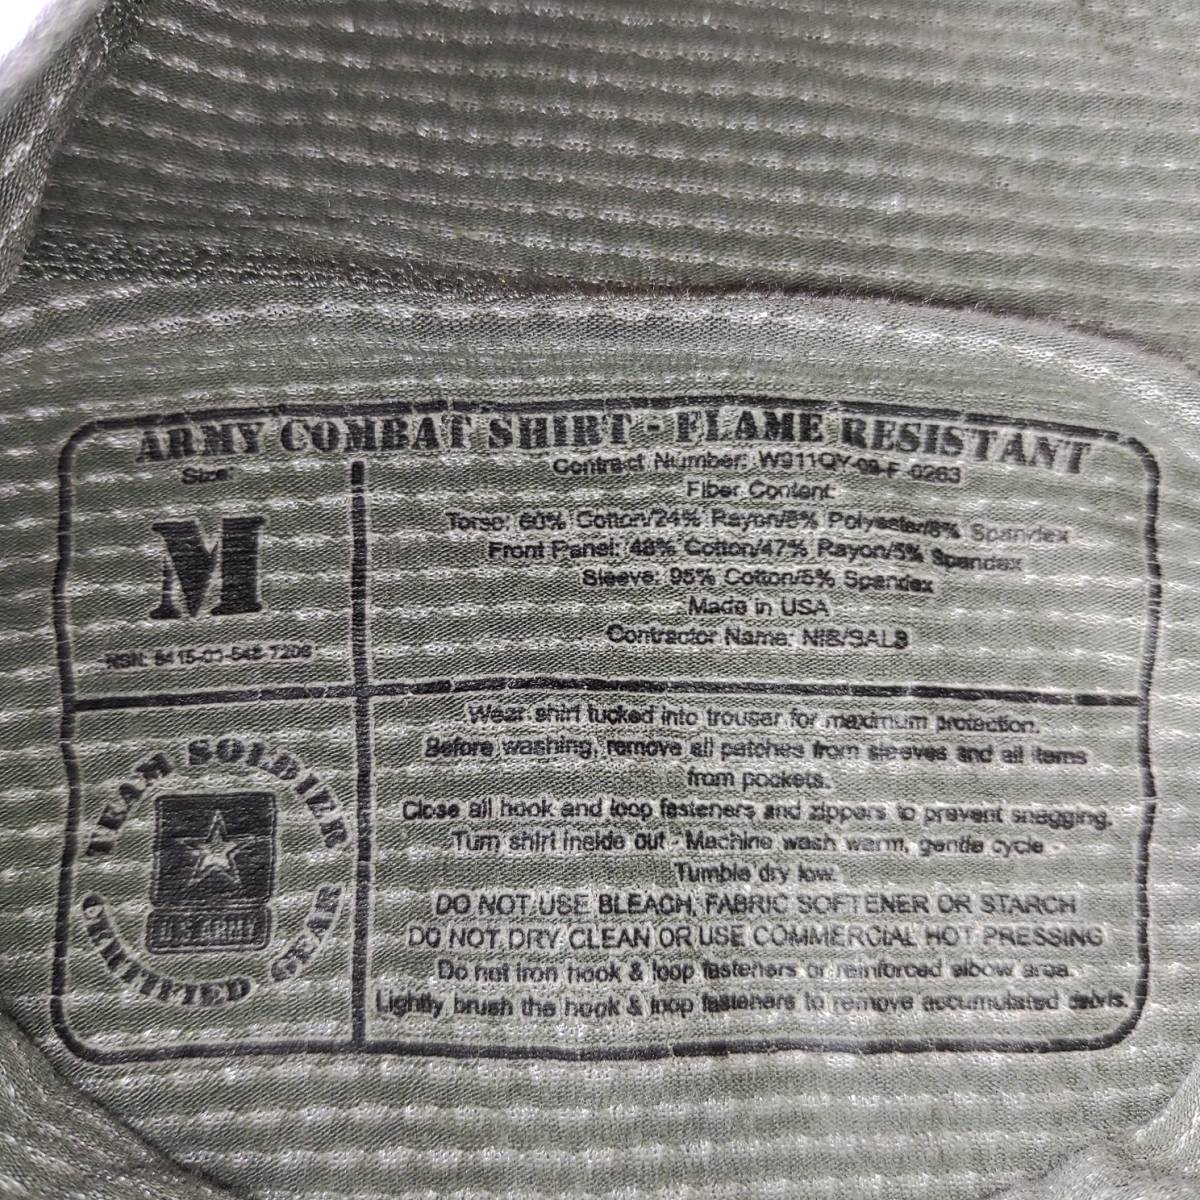 ARMY COMBAT SHIRT - FLAME RESISTANT
Size:
M
NSN: 8415-01-548-7206
Contract Number: W911QY-09-F-0263
Fiber Content:
Torso: 60% Cotton/24% Rayon/8% Polyester/8% Spandex
Front Panel: 48% Cotton/47% Rayon/5% Spandex
Sleeve: 95% Cotton/5% Spandex
Made in USA
Contractor Name: NIB/SALB
TEAM SOLDIER
U.S. ARMY
CERTIFIED GEAR
Wear shirt tucked into trouser for maximum protection.
Before washing, remove all patches from sleeves and all items
from pockets.
Close all hook and loop fasteners and zippers to prevent snagging.
Turn shirt inside out - Machine wash warm, gentle cycle -
Tumble dry low.
DO NOT USE BLEACH, FABRIC SOFTENER OR STARCH
DO NOT DRY CLEAN OR USE COMMERCIAL HOT PRESSING
Do not iron hook & loop fasteners or reinforced elbow area.
Lightly brush the hook & loop fasteners to remove accumulated debris.